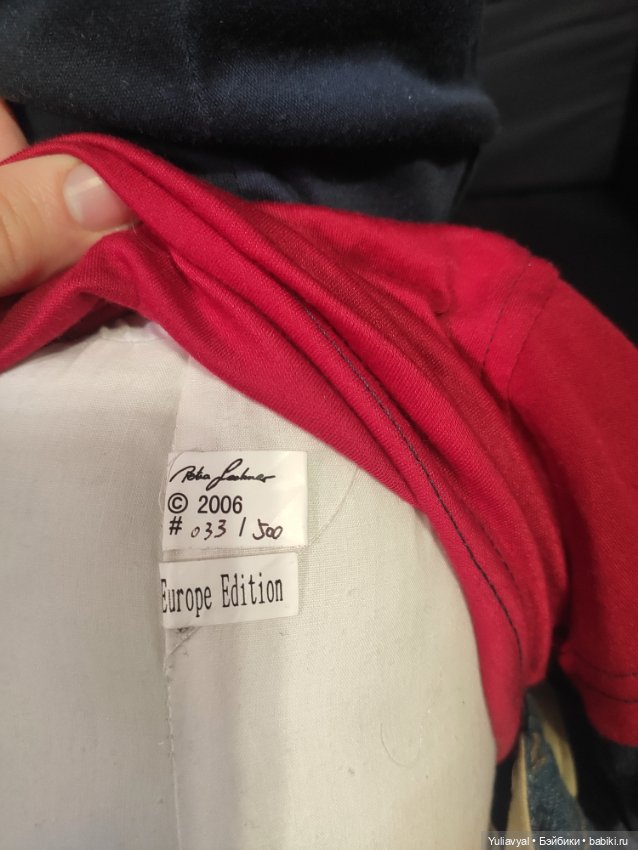 © 2006
# 033 / 500
Europe Edition
Yuliavyal • Бэйбики • babiki.ru